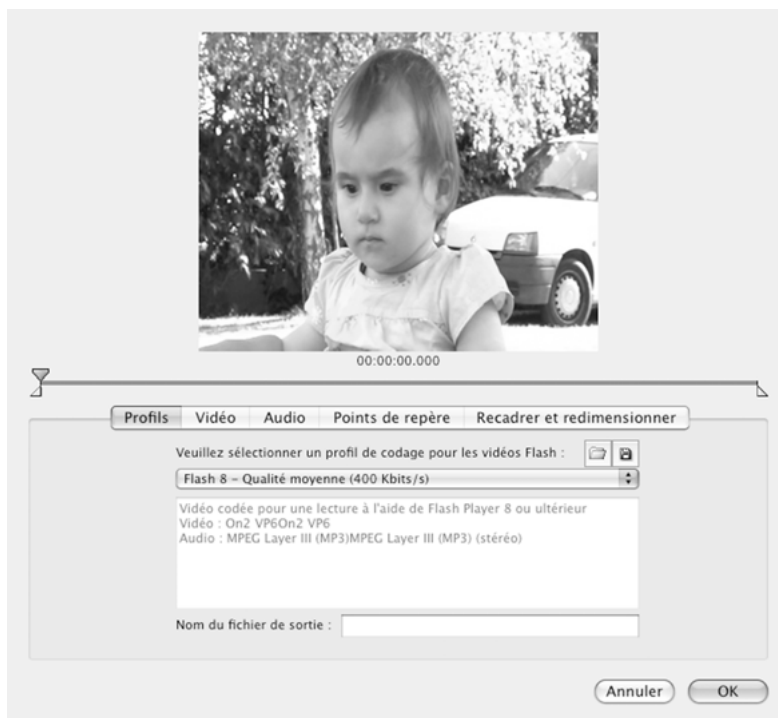 00:00:00.000
Profils Vidéo Audio Points de repère Recadrer et redimensionner
Veuillez sélectionner un profil de codage pour les vidéos Flash :
Flash 8 – Qualité moyenne (400 Kbits/s)
Vidéo codée pour une lecture à l'aide de Flash Player 8 ou ultérieur
Vidéo : On2 VP6On2 VP6
Audio : MPEG Layer III (MP3)MPEG Layer III (MP3) (stéréo)
Nom du fichier de sortie :
Annuler OK